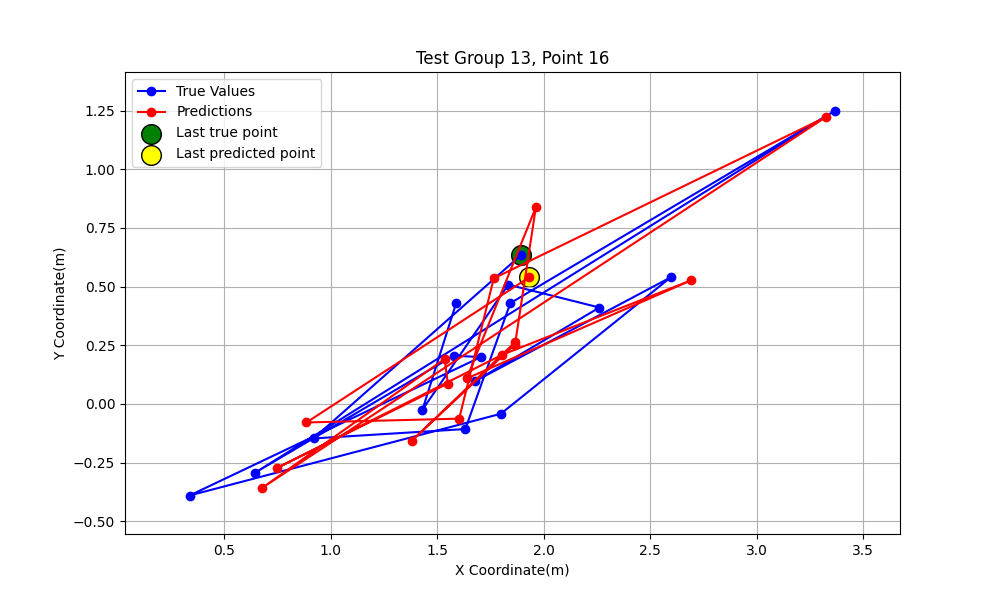 Test Group 13, Point 16
True Values
Predictions
Last true point
Last predicted point
Y Coordinate(m)
1.25
1.00
0.75
0.50
0.25
0.00
−0.25
−0.50
0.5 1.0 1.5 2.0 2.5 3.0 3.5
X Coordinate(m)